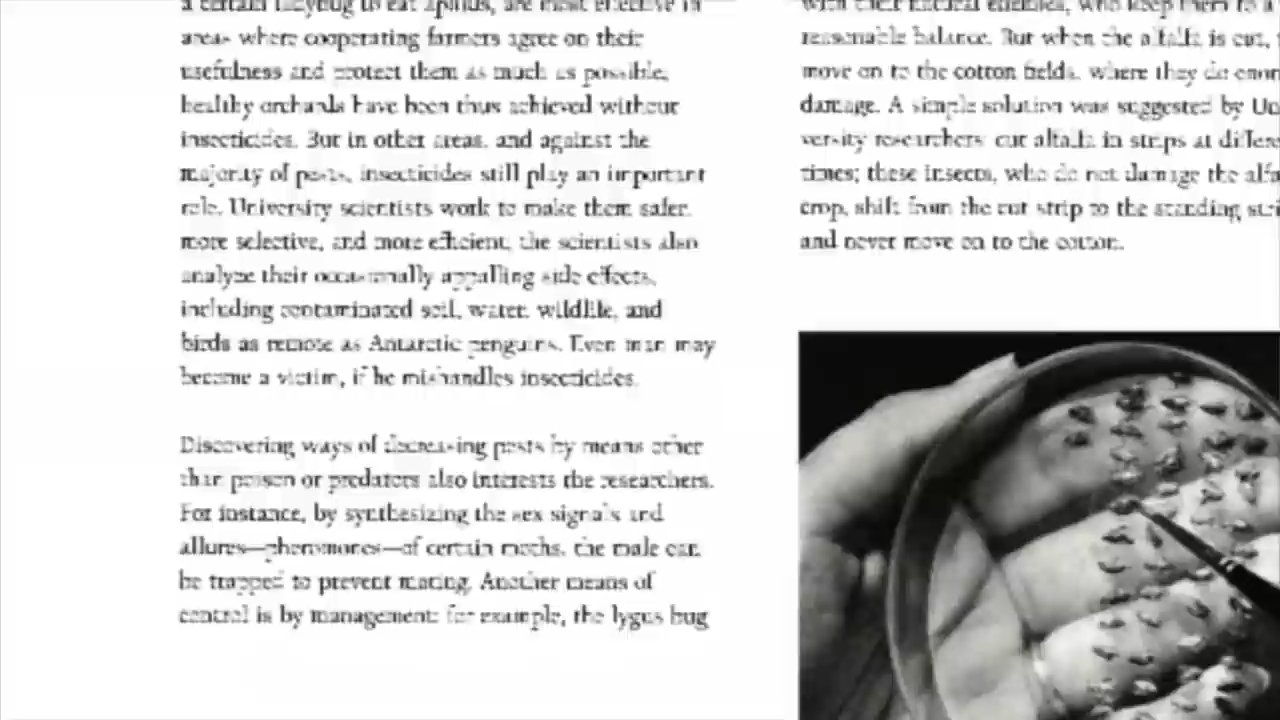 a certain ladybug to eat aphids, are most effective in
areas where cooperating farmers agree on their
usefulness and protect them as much as possible,
healthy orchards have been thus achieved without
insecticides. But in other areas, and against the
majority of pests, insecticides still play an important
role. University scientists work to make them safer,
more selective, and more efficient; the scientists also
analyze their occasionally appalling side effects,
including contaminated soil, water, wildlife, and
birds as remote as Antarctic penguins. Even man may
become a victim, if he mishandles insecticides.
Discovering ways of decreasing pests by means other
than poison or predators also interests the researchers.
For instance, by synthesizing the sex signals and
allures—pheromones—of certain moths, the male can
be trapped to prevent mating. Another means of
control is by management: for example, the lygus bug
with their natural enemies, who keep them to a
reasonable balance. But when the alfalfa is cut,
move on to the cotton fields, where they do enor
damage. A simple solution was suggested by Un
versity researchers: cut alfalfa in strips at differe
times; these insects, who do not damage the alfa
crop, shift from the cut strip to the standing stri
and never move on to the cotton.